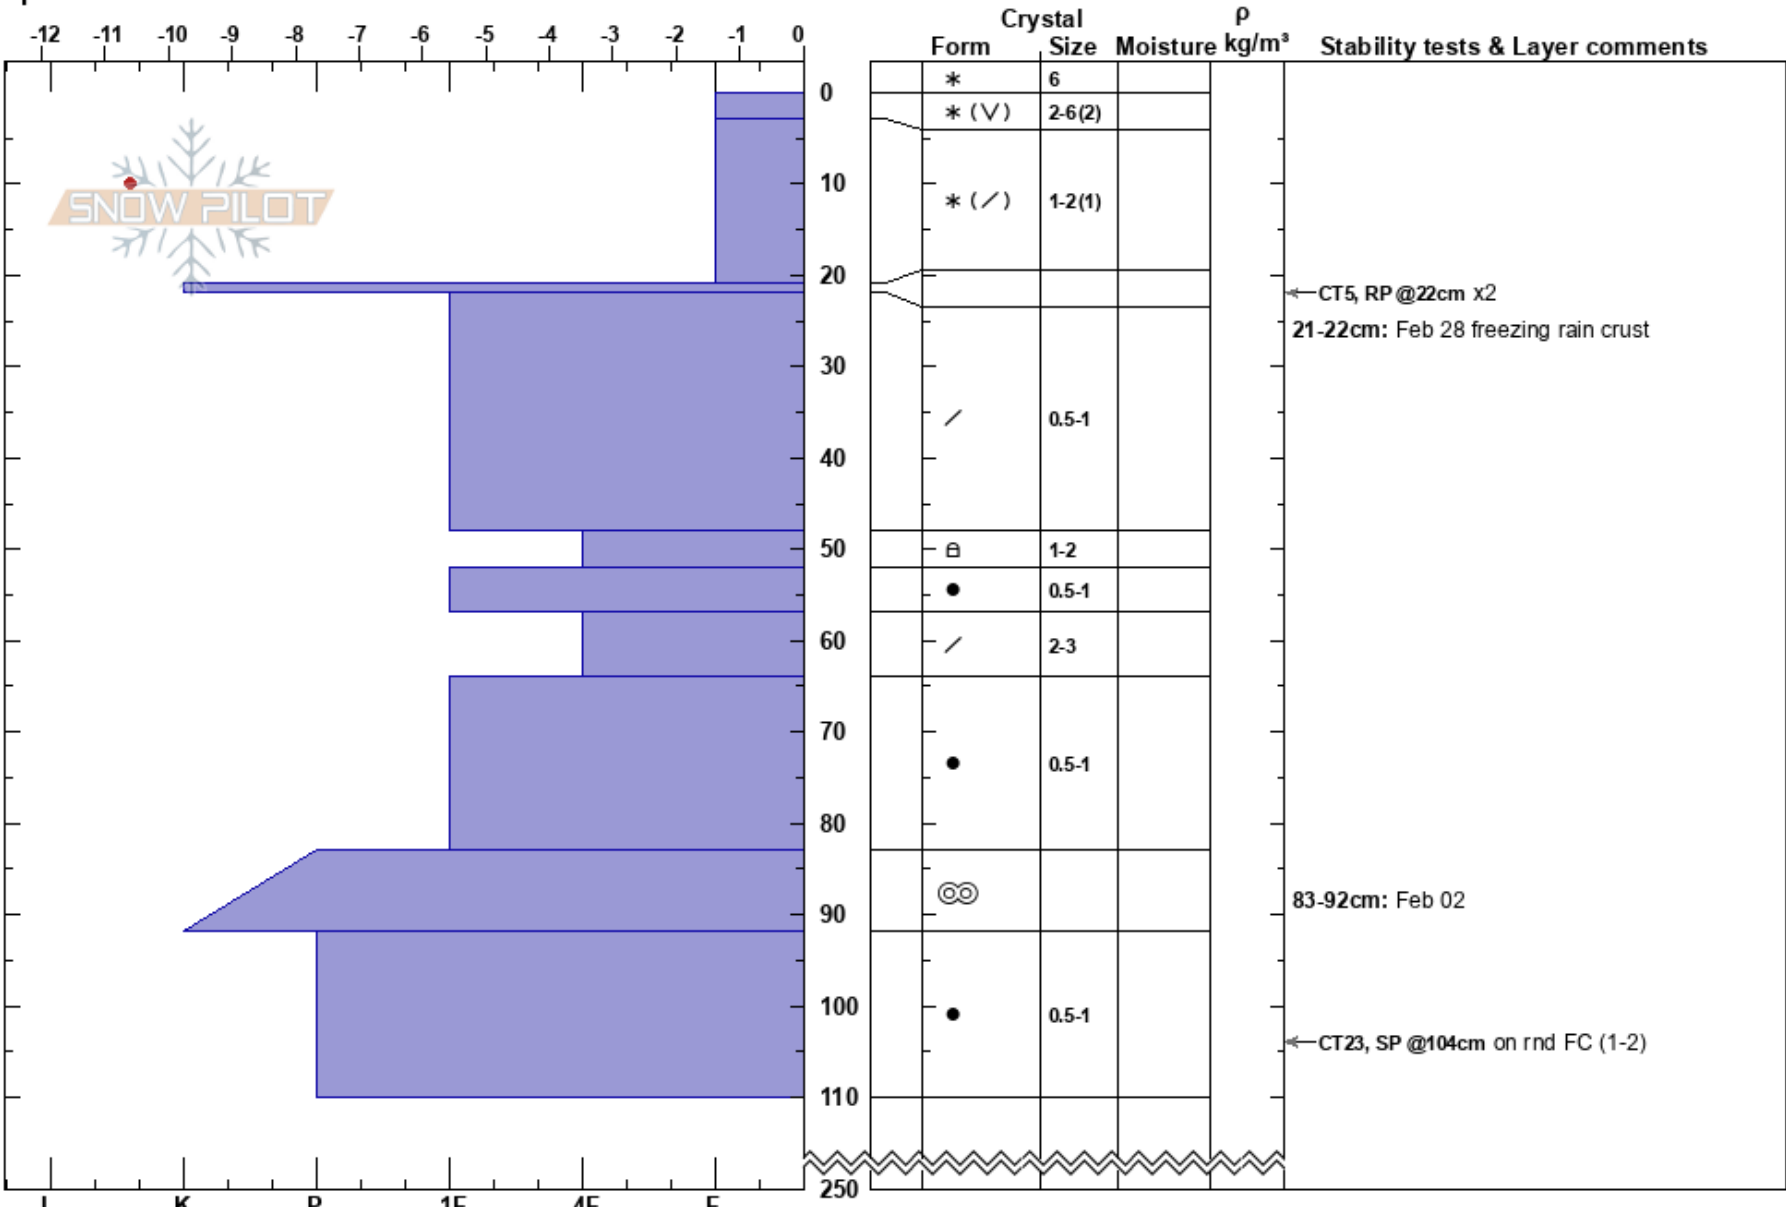 Crystal ρ
-12 -11 -10 -9 -8 -7 -6 -5 -4 -3 -2 -1 0 Form Size Moisture kg/m³ Stability tests & Layer comments
* 6
0
* (V) 2-6(2)
10
SNOW PILOT
* (/) 1-2(1)
20
CT5, RP @22cm x2
21-22cm: Feb 28 freezing rain crust
30
/ 0.5-1
40
50 1-2
● 0.5-1
60 / 2-3
70
● 0.5-1
80
83-92cm: Feb 02
90
100 ● 0.5-1
CT23, SP @104cm on rnd FC (1-2)
110
250
I K P 1F 4F F